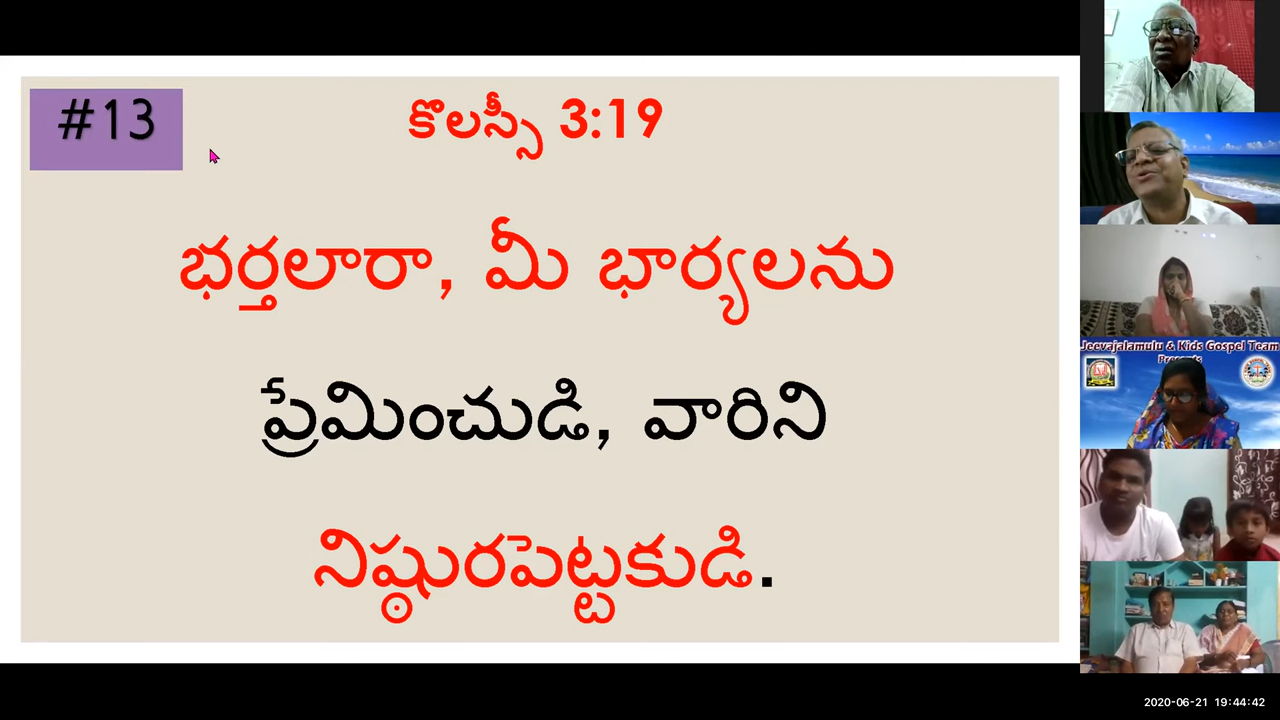 #13
కొలస్సీ 3:19
భర్తలారా, మీ భార్యలను
ప్రేమించుడి, వారిని
నిష్ఠురపెట్టకుడి.
Jeevajalamulu & Kids Gospel Team
Presents
2020-06-21 19:44:42